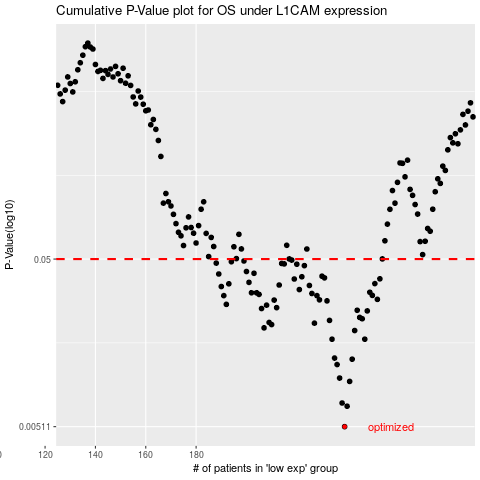 Cumulative P-Value plot for OS under L1CAM expression
P-Value(log10)
0.05
0.00511
optimized
0
120
140
160
180
# of patients in 'low exp' group